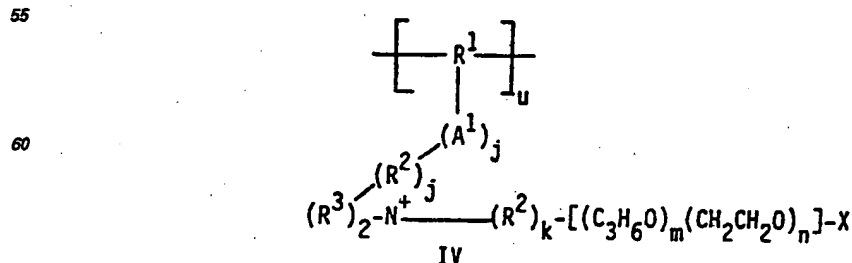 55
[R¹]u
60
(A¹)j
(R²)j
(R³)₂-N⁺(R²)k-[(C₃H₆O)m(CH₂CH₂O)n]-X
IV